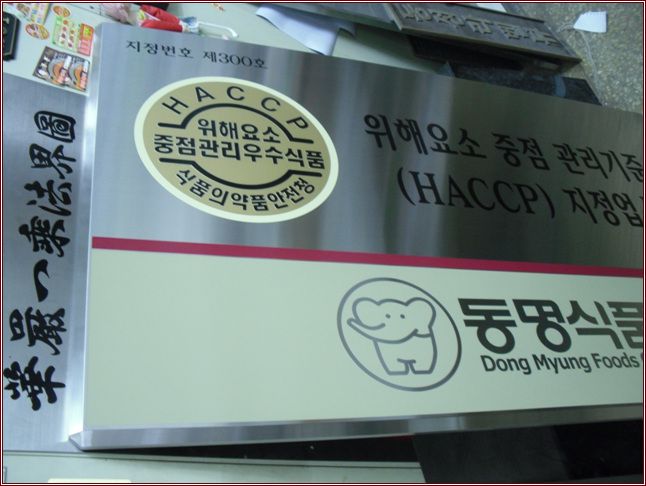 지정번호 제300호
HACCP
위해요소
중점관리우수식품
식품의약품안전청
위해요소 중점 관리기준
(HACCP) 지정업
동명식품
Dong Myung Foods
華嚴一乘法界圖